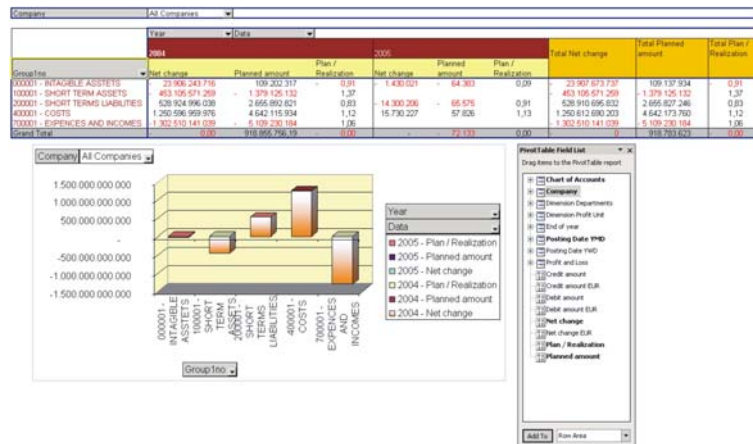 Company All Companies
Year Data
2004 2005 Total Net change Total Planned amount Total Plan / Realization
Group1no Net change Planned amount Plan / Realization Net change Planned amount Plan / Realization
000001 - INTAGIBLE ASSTETS - 23 906 243.716 109.202.317 - 0,91 - 1.430.021 - 64.383 0,09 - 23 907.673.737 109.137.934 - 0,91
100001 - SHORT TERM ASSETS - 453.105.571.259 - 1.379.125.132 1,37 - 453.105.571.259 - 1.379.125.132 1,37
200001 - SHORT TERMS LIABILITIES 528 924.996.038 2.655.892.821 0,83 - 14.300.206 - 65.575 0,91 528.910.695.832 2.655.827.246 0,83
400001 - COSTS 1 250.596.959.976 4.642.115.934 1,12 15.730.227 57.826 1,13 1 250.612.690.203 4.642.173.760 1,12
700001 - EXPENCES AND INCOMES - 1 302.510.141.039 - 5.109.230.184 1,06 - 1 302.510.141.039 - 5.109.230.184 1,06
Grand Total 0,00 918.855.756,19 - 0,00 - 72.133 0,00 - 0 918.783.623 - 0,00
Company All Companies
1.500.000.000.000
1.000.000.000.000
500.000.000.000
-
-500.000.000.000
-1.000.000.000.000
-1.500.000.000.000
000001 - INTAGIBLE ASSTETS
100001 - SHORT TERM ASSETS
200001 - SHORT TERMS LIABILITIES
400001 - COSTS
700001 - EXPENCES AND INCOMES
Group1no
Year
Data
2005 - Plan / Realization
2005 - Planned amount
2005 - Net change
2004 - Plan / Realization
2004 - Planned amount
2004 - Net change
PivotTable Field List
Drag items to the PivotTable report
Chart of Accounts
Company
Dimension Departments
Dimension Profit Unit
End of year
Posting Date YMD
Posting Date YWD
Profit and Loss
Credit amount
Credit amount EUR
Debit amount
Debit amount EUR
Net change
Net change EUR
Plan / Realization
Planned amount
Add To Row Area